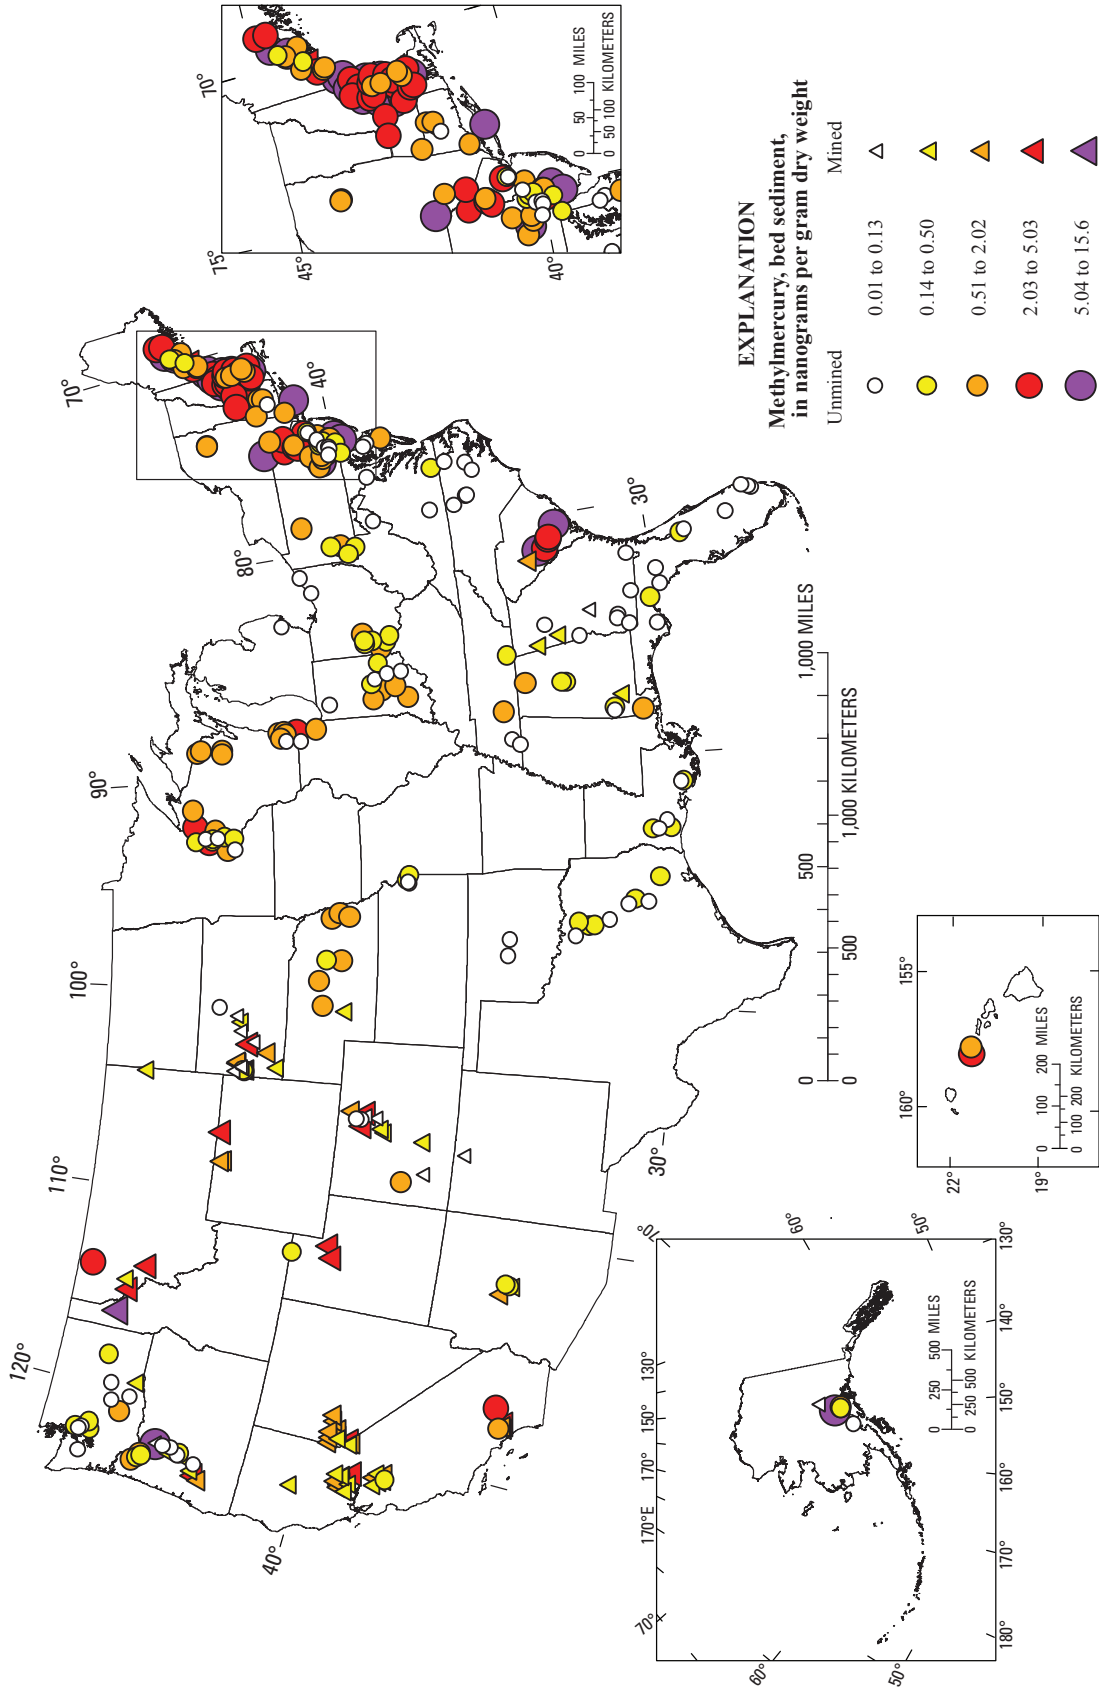 120°
110°
100°
90°
80°
70°
40°
30°
40°
30°
75°
70°
45°
40°
0 50 100 MILES
0 50 100 KILOMETERS
0 500 1,000 MILES
0 500 1,000 KILOMETERS
EXPLANATION
Methylmercury, bed sediment,
in nanograms per gram dry weight
Unmined Mined
0.01 to 0.13
0.14 to 0.50
0.51 to 2.02
2.03 to 5.03
5.04 to 15.6
70°
60°
50°
170°E
170°
150°
130°
70°
60°
50°
180°
170°
160°
150°
140°
130°
0 250 500 MILES
0 250 500 KILOMETERS
160°
155°
22°
19°
0 100 200 MILES
0 100 200 KILOMETERS